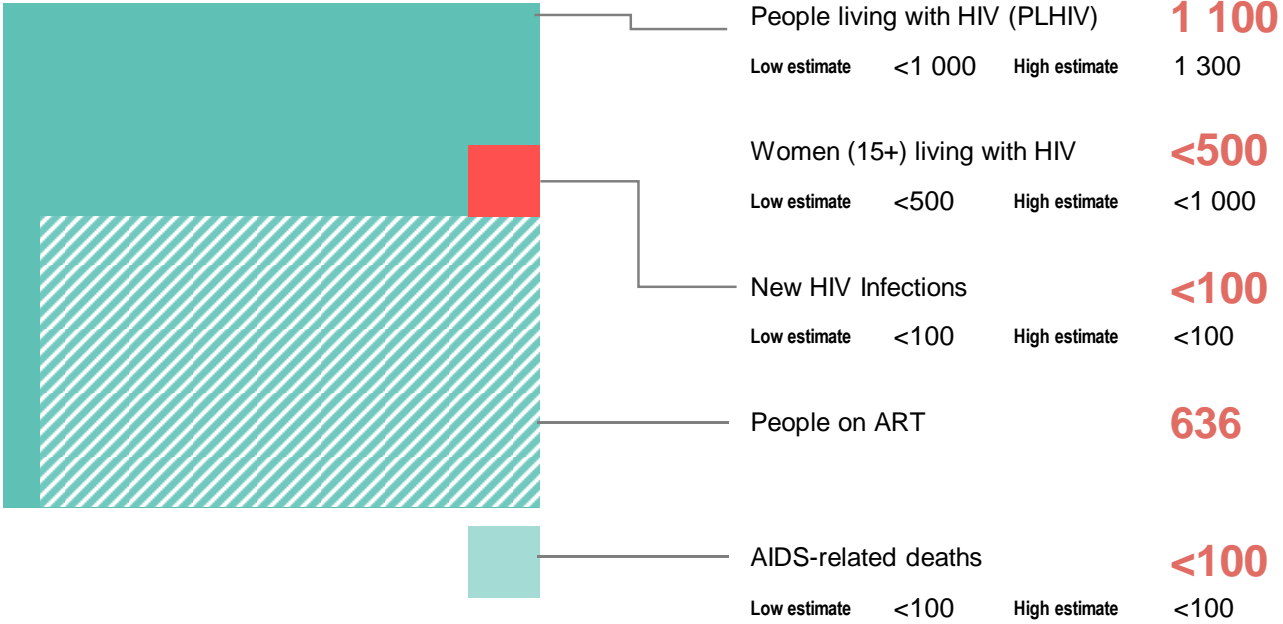 People living with HIV (PLHIV) 1 100
Low estimate <1 000 High estimate 1 300
Women (15+) living with HIV <500
Low estimate <500 High estimate <1 000
New HIV Infections <100
Low estimate <100 High estimate <100
People on ART 636
AIDS-related deaths <100
Low estimate <100 High estimate <100